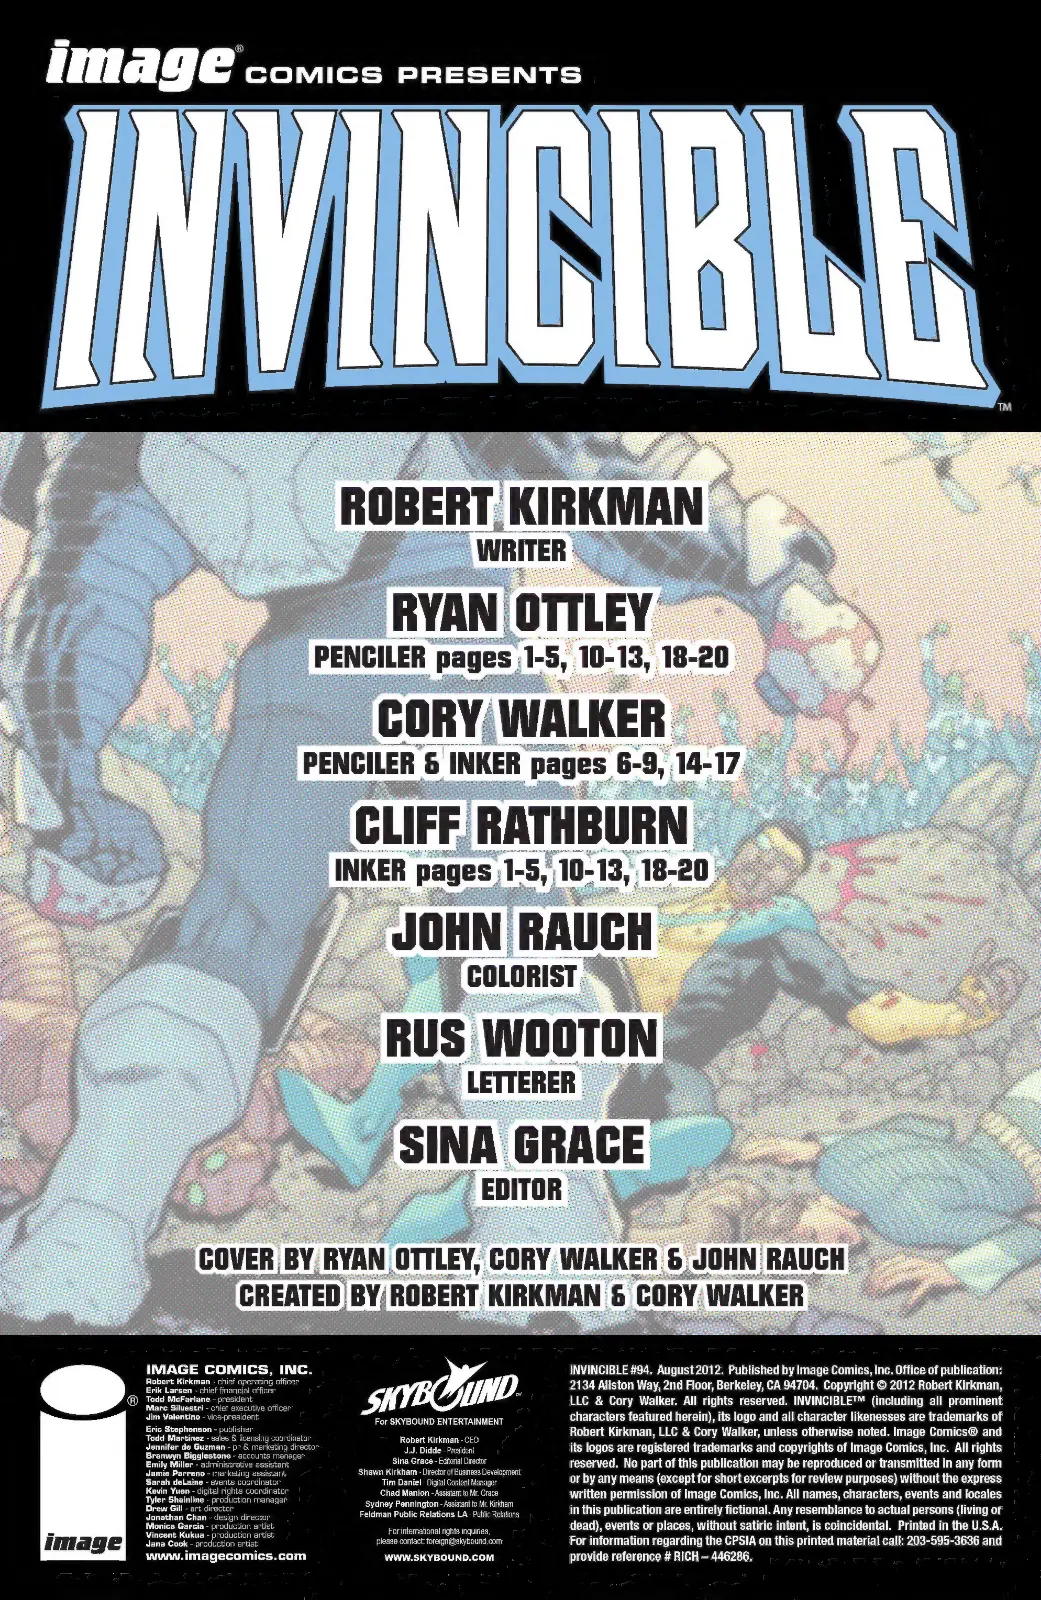 image® COMICS PRESENTS
INVINCIBLE™
ROBERT KIRKMAN
WRITER
RYAN OTTLEY
PENCILER pages 1-5, 10-13, 18-20
CORY WALKER
PENCILER & INKER pages 6-9, 14-17
CLIFF RATHBURN
INKER pages 1-5, 10-13, 18-20
JOHN RAUCH
COLORIST
RUS WOOTON
LETTERER
SINA GRACE
EDITOR
COVER BY RYAN OTTLEY, CORY WALKER & JOHN RAUCH
CREATED BY ROBERT KIRKMAN & CORY WALKER
®
image
IMAGE COMICS, INC.
Robert Kirkman - chief operating officer
Erik Larsen - chief financial officer
Todd McFarlane - president
Marc Silvestri - chief executive officer
Jim Valentino - vice-president
Eric Stephenson - publisher
Todd Martinez - sales & licensing coordinator
Jennifer de Guzman - pr & marketing director
Branwyn Bigglestone - accounts manager
Emily Miller - administrative assistant
Jamie Parreno - marketing assistant
Sarah deLaine - events coordinator
Kevin Yuen - digital rights coordinator
Tyler Shainline - production manager
Drew Gill - art director
Jonathan Chan - design director
Monica Garcia - production artist
Vincent Kukua - production artist
Jana Cook - production artist
www.imagecomics.com
SKYBOUND™
For SKYBOUND ENTERTAINMENT
Robert Kirkman - CEO
J.J. Didde - President
Sina Grace - Editorial Director
Shawn Kirkham - Director of Business Development
Tim Daniel - Digital Content Manager
Chad Manion - Assistant to Mr. Grace
Sydney Pennington - Assistant to Mr. Kirkham
Feldman Public Relations LA - Public Relations
For international rights inquiries,
please contact: foreign@skybound.com
WWW.SKYBOUND.COM
INVINCIBLE #94. August 2012. Published by Image Comics, Inc. Office of publication:
2134 Allston Way, 2nd Floor, Berkeley, CA 94704. Copyright © 2012 Robert Kirkman,
LLC & Cory Walker. All rights reserved. INVINCIBLE™ (including all prominent
characters featured herein), its logo and all character likenesses are trademarks of
Robert Kirkman, LLC & Cory Walker, unless otherwise noted. Image Comics® and
its logos are registered trademarks and copyrights of Image Comics, Inc. All rights
reserved. No part of this publication may be reproduced or transmitted in any form
or by any means (except for short excerpts for review purposes) without the express
written permission of Image Comics, Inc. All names, characters, events and locales
in this publication are entirely fictional. Any resemblance to actual persons (living or
dead), events or places, without satiric intent, is coincidental. Printed in the U.S.A.
For information regarding the CPSIA on this printed material call: 203-595-3636 and
provide reference # RICH – 446286.